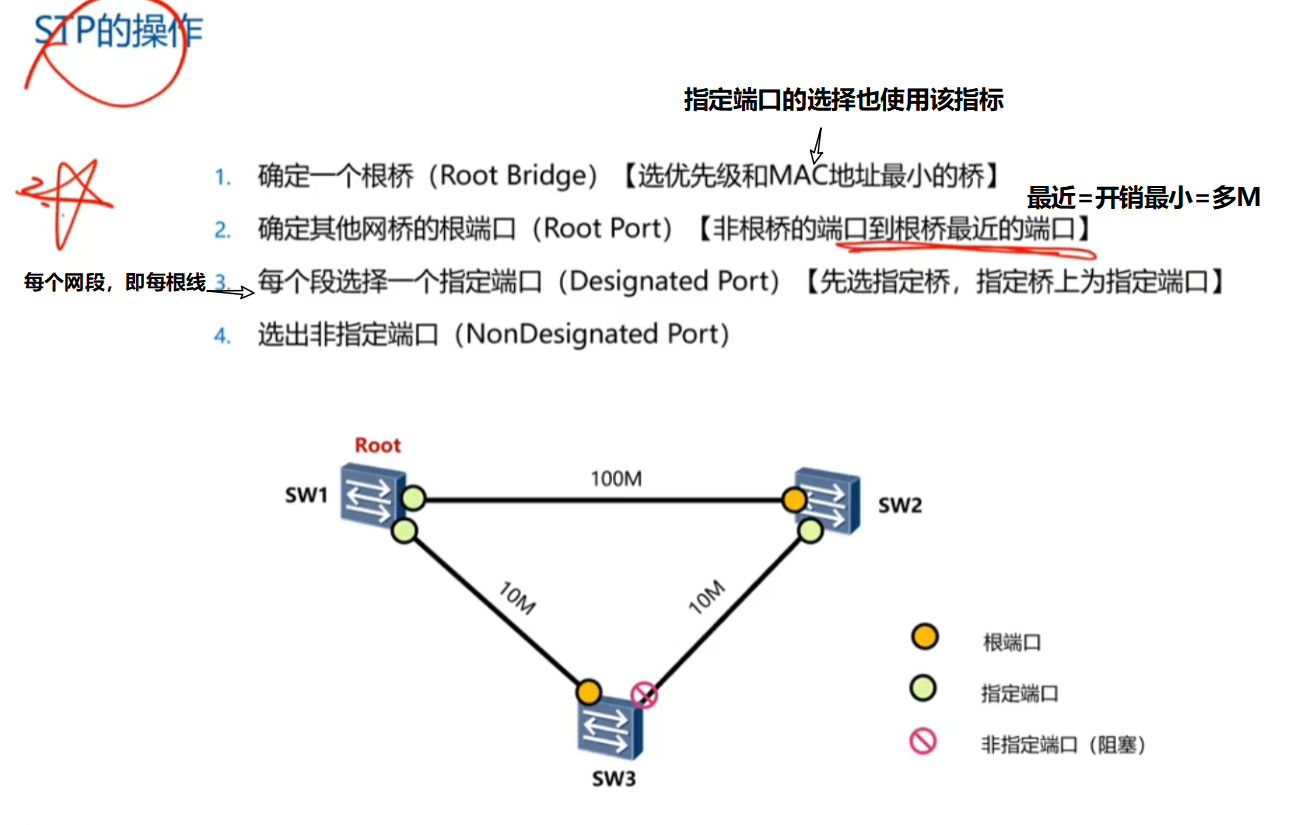 STP的操作
指定端口的选择也使用该指标
1. 确定一个根桥（Root Bridge）【选优先级和MAC地址最小的桥】
最近=开销最小=多M
2. 确定其他网桥的根端口（Root Port）【非根桥的端口到根桥最近的端口】
每个网段，即每根线
3. 每个段选择一个指定端口（Designated Port）【先选指定桥，指定桥上为指定端口】
4. 选出非指定端口（NonDesignated Port）
Root
SW1
100M
SW2
10M
10M
根端口
指定端口
非指定端口（阻塞）
SW3